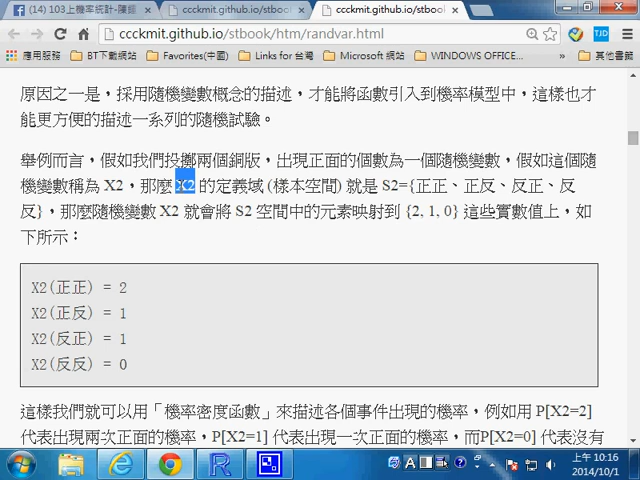 (14) 103上機率統計-陳鍾
ccckmit.github.io/stbook
ccckmit.github.io/stbook
ccckmit.github.io/stbook/htm/randvar.html
應用服務 BT下載網站 Favorites(中國) Links for 台灣 Microsoft 網站 WINDOWS OFFICE... » 其他書籤
原因之一是，採用隨機變數概念的描述，才能將函數引入到機率模型中，這樣也才
能更方便的描述一系列的隨機試驗。
舉例而言，假如我們投擲兩個銅版，出現正面的個數為一個隨機變數，假如這個隨
機變數稱為 X2，那麼 X2 的定義域 (樣本空間) 就是 S2={正正、正反、反正、反
反}，那麼隨機變數 X2 就會將 S2 空間中的元素映射到 {2, 1, 0} 這些實數值上，如
下所示：
X2(正正) = 2
X2(正反) = 1
X2(反正) = 1
X2(反反) = 0
這樣我們就可以用「機率密度函數」來描述各個事件出現的機率，例如用 P[X2=2]
代表出現兩次正面的機率，P[X2=1] 代表出現一次正面的機率，而P[X2=0] 代表沒有
上午 10:16
2014/10/1